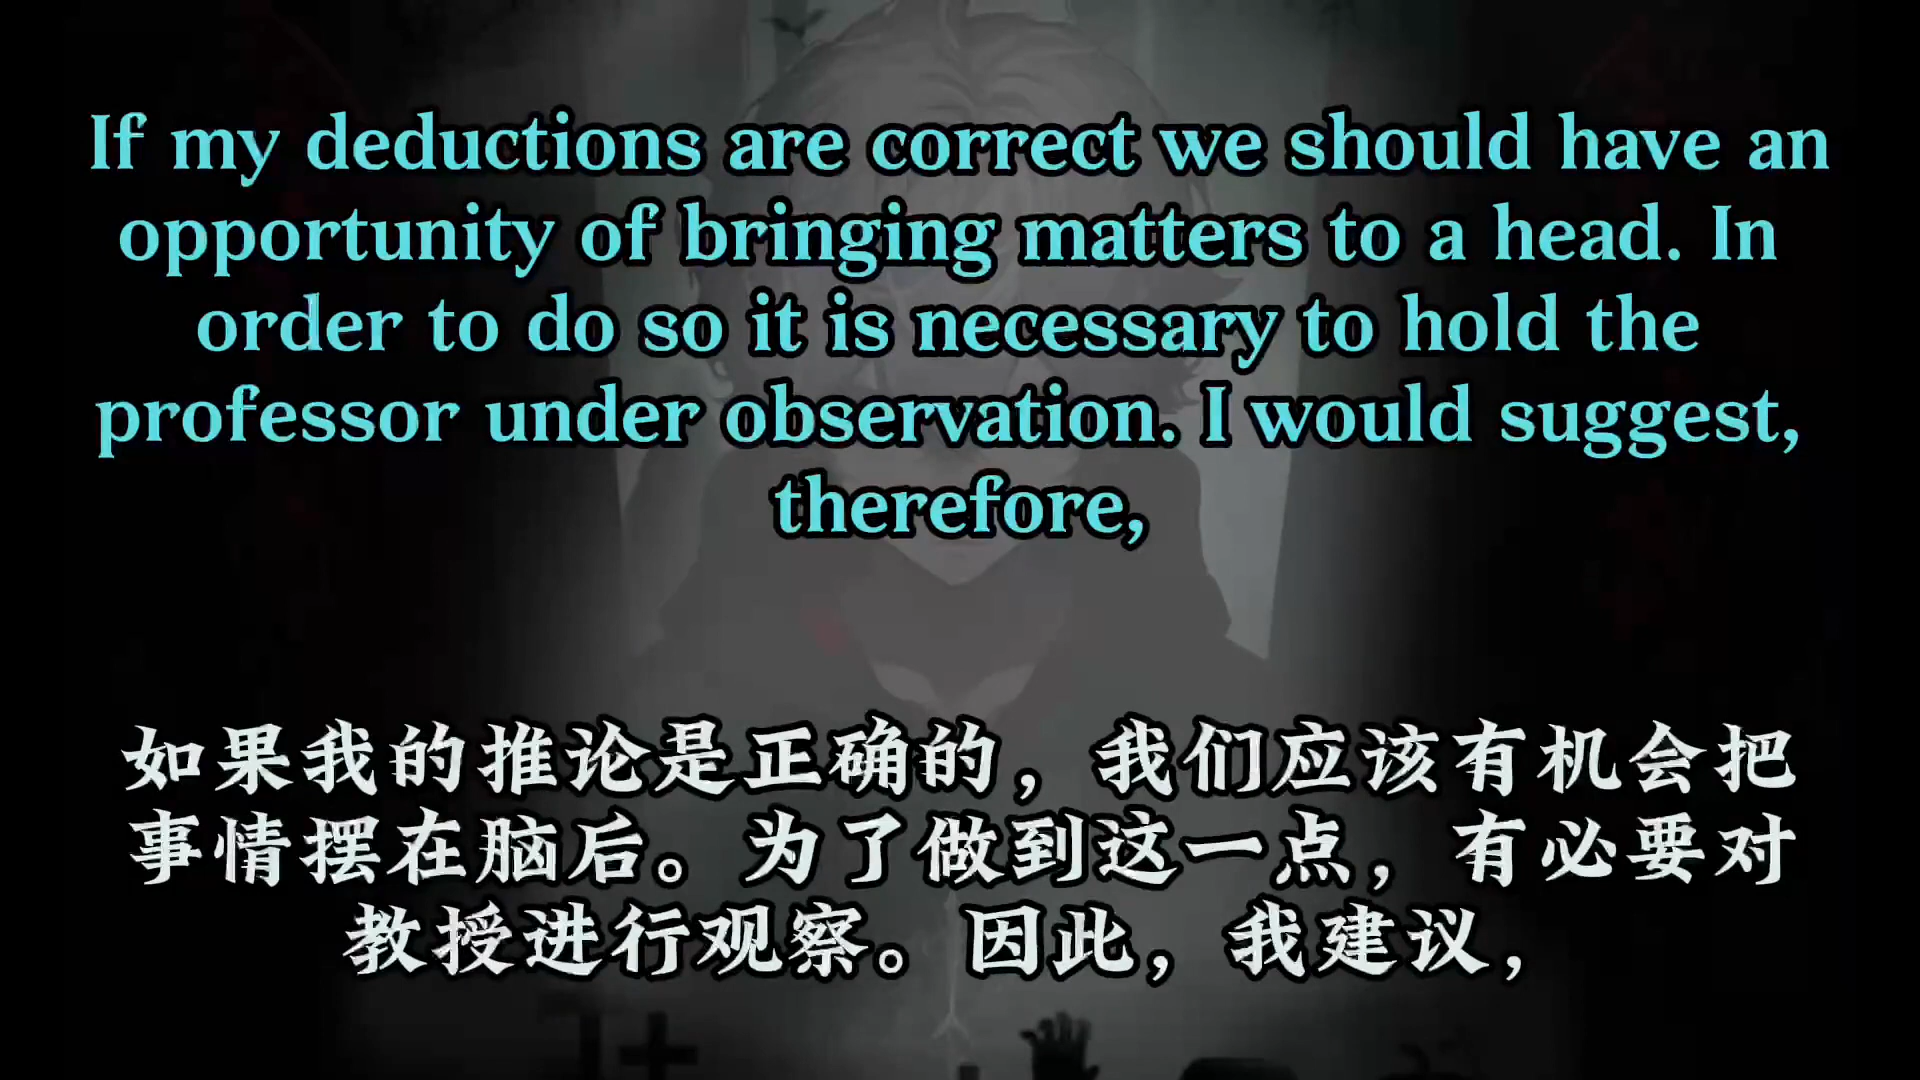 If my deductions are correct we should have an
opportunity of bringing matters to a head. In
order to do so it is necessary to hold the
professor under observation. I would suggest,
therefore,
如果我的推论是正确的，我们应该有机会把
事情摆在脑后。为了做到这一点，有必要对
教授进行观察。因此，我建议，